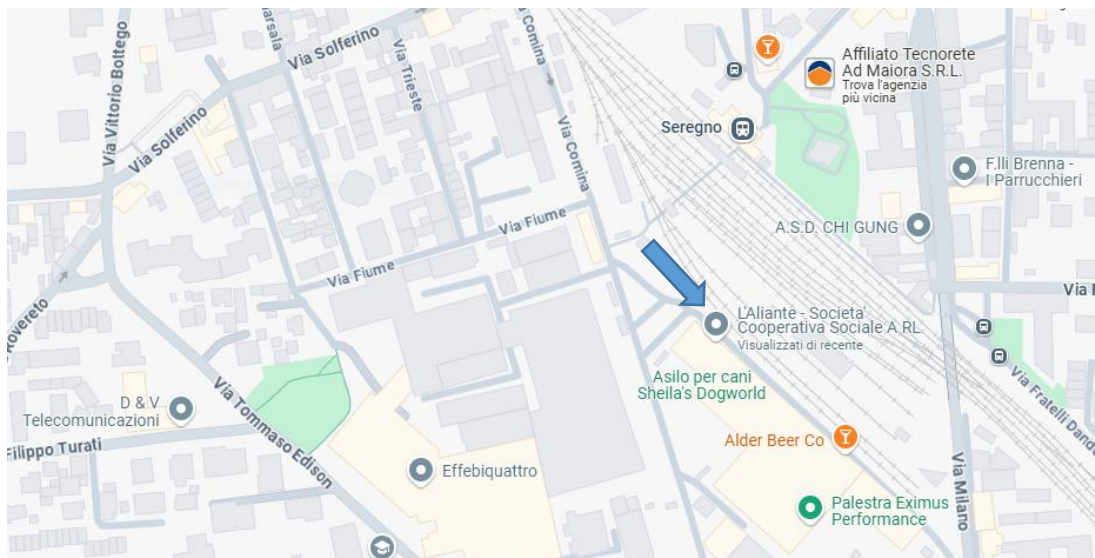 Via Vittorio Bottego
Via Solferino
Via Solferino
Via Trieste
Via Comina
Via Comina
Seregno
Affiliato Tecnorete
Ad Maiora S.R.L.
Trova l'agenzia
più vicina
F.lli Brenna -
I Parrucchieri
A.S.D. CHI GUNG
Via Fiume
Via Fiume
Rovereto
L'Aliante - Societa'
Cooperativa Sociale A RL
Visualizzati di recente
Asilo per cani
Sheila's Dogworld
D & V
Telecomunicazioni
Filippo Turati
Via Tommaso Edison
Effebiquattro
Alder Beer Co
Palestra Eximus
Performance
Via Milano
Via Fratelli Dando